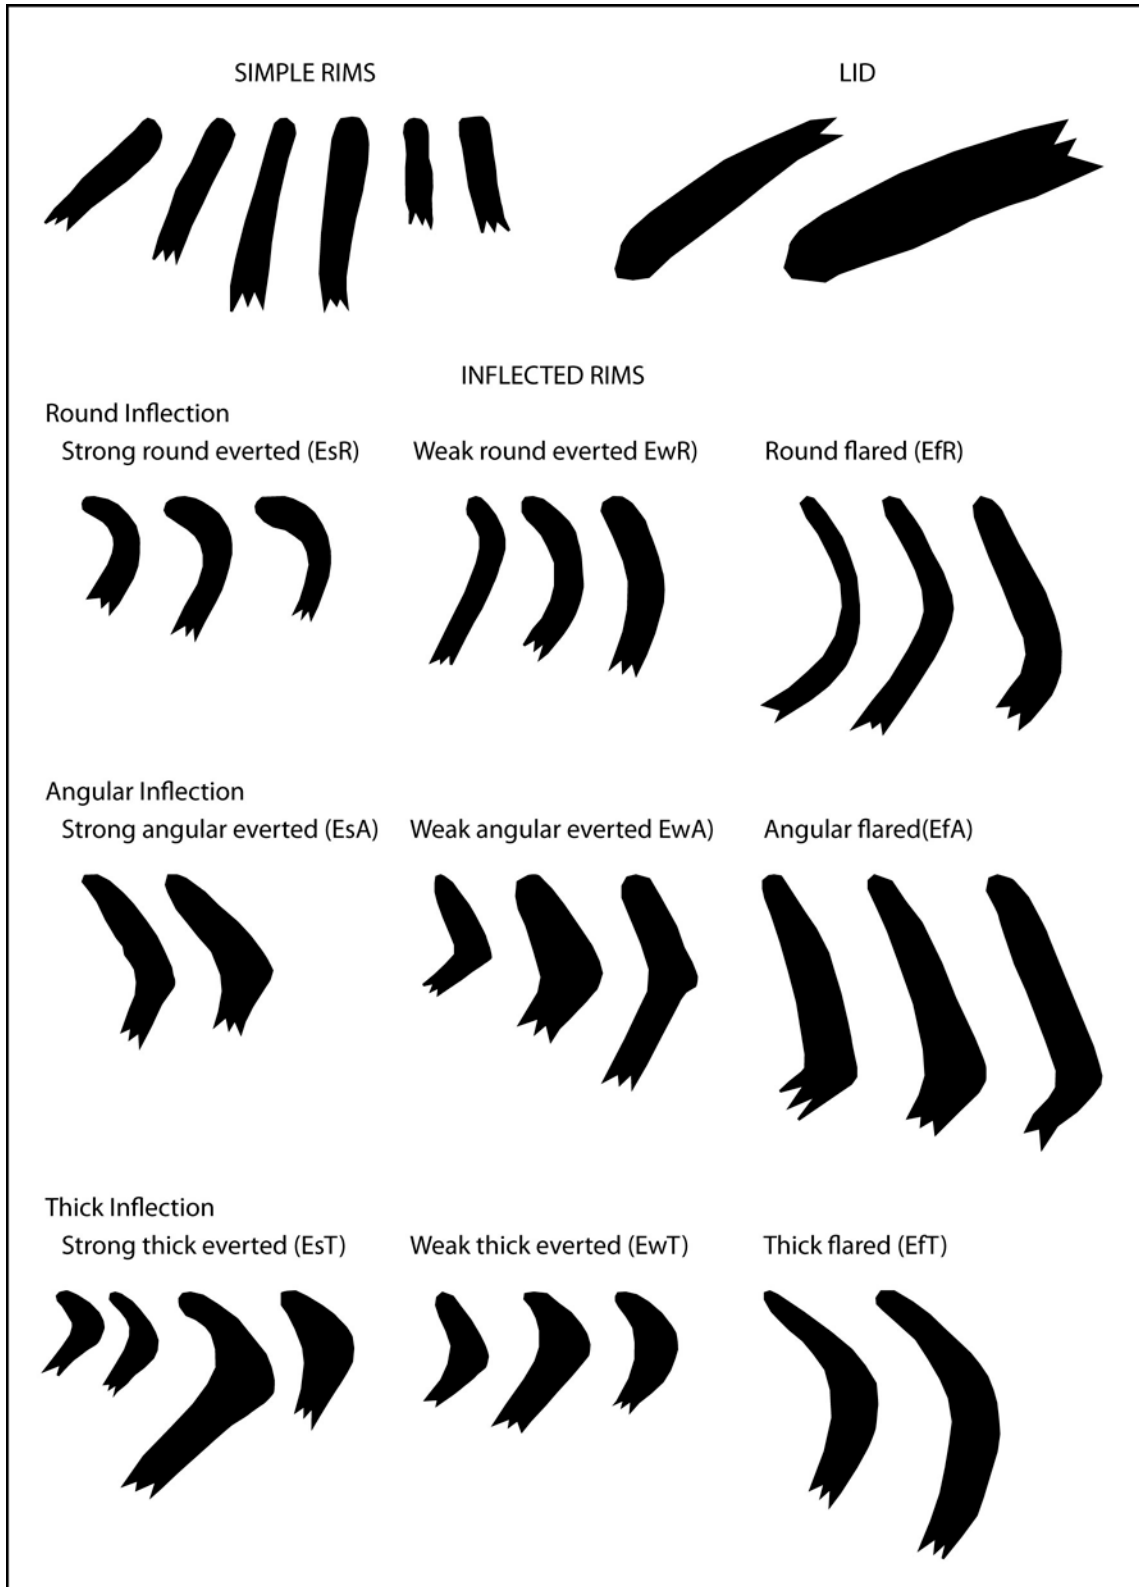 SIMPLE RIMS
LID
INFLECTED RIMS
Round Inflection
Strong round everted (EsR)
Weak round everted EwR)
Round flared (EfR)
Angular Inflection
Strong angular everted (EsA)
Weak angular everted EwA)
Angular flared(EfA)
Thick Inflection
Strong thick everted (EsT)
Weak thick everted (EwT)
Thick flared (EfT)